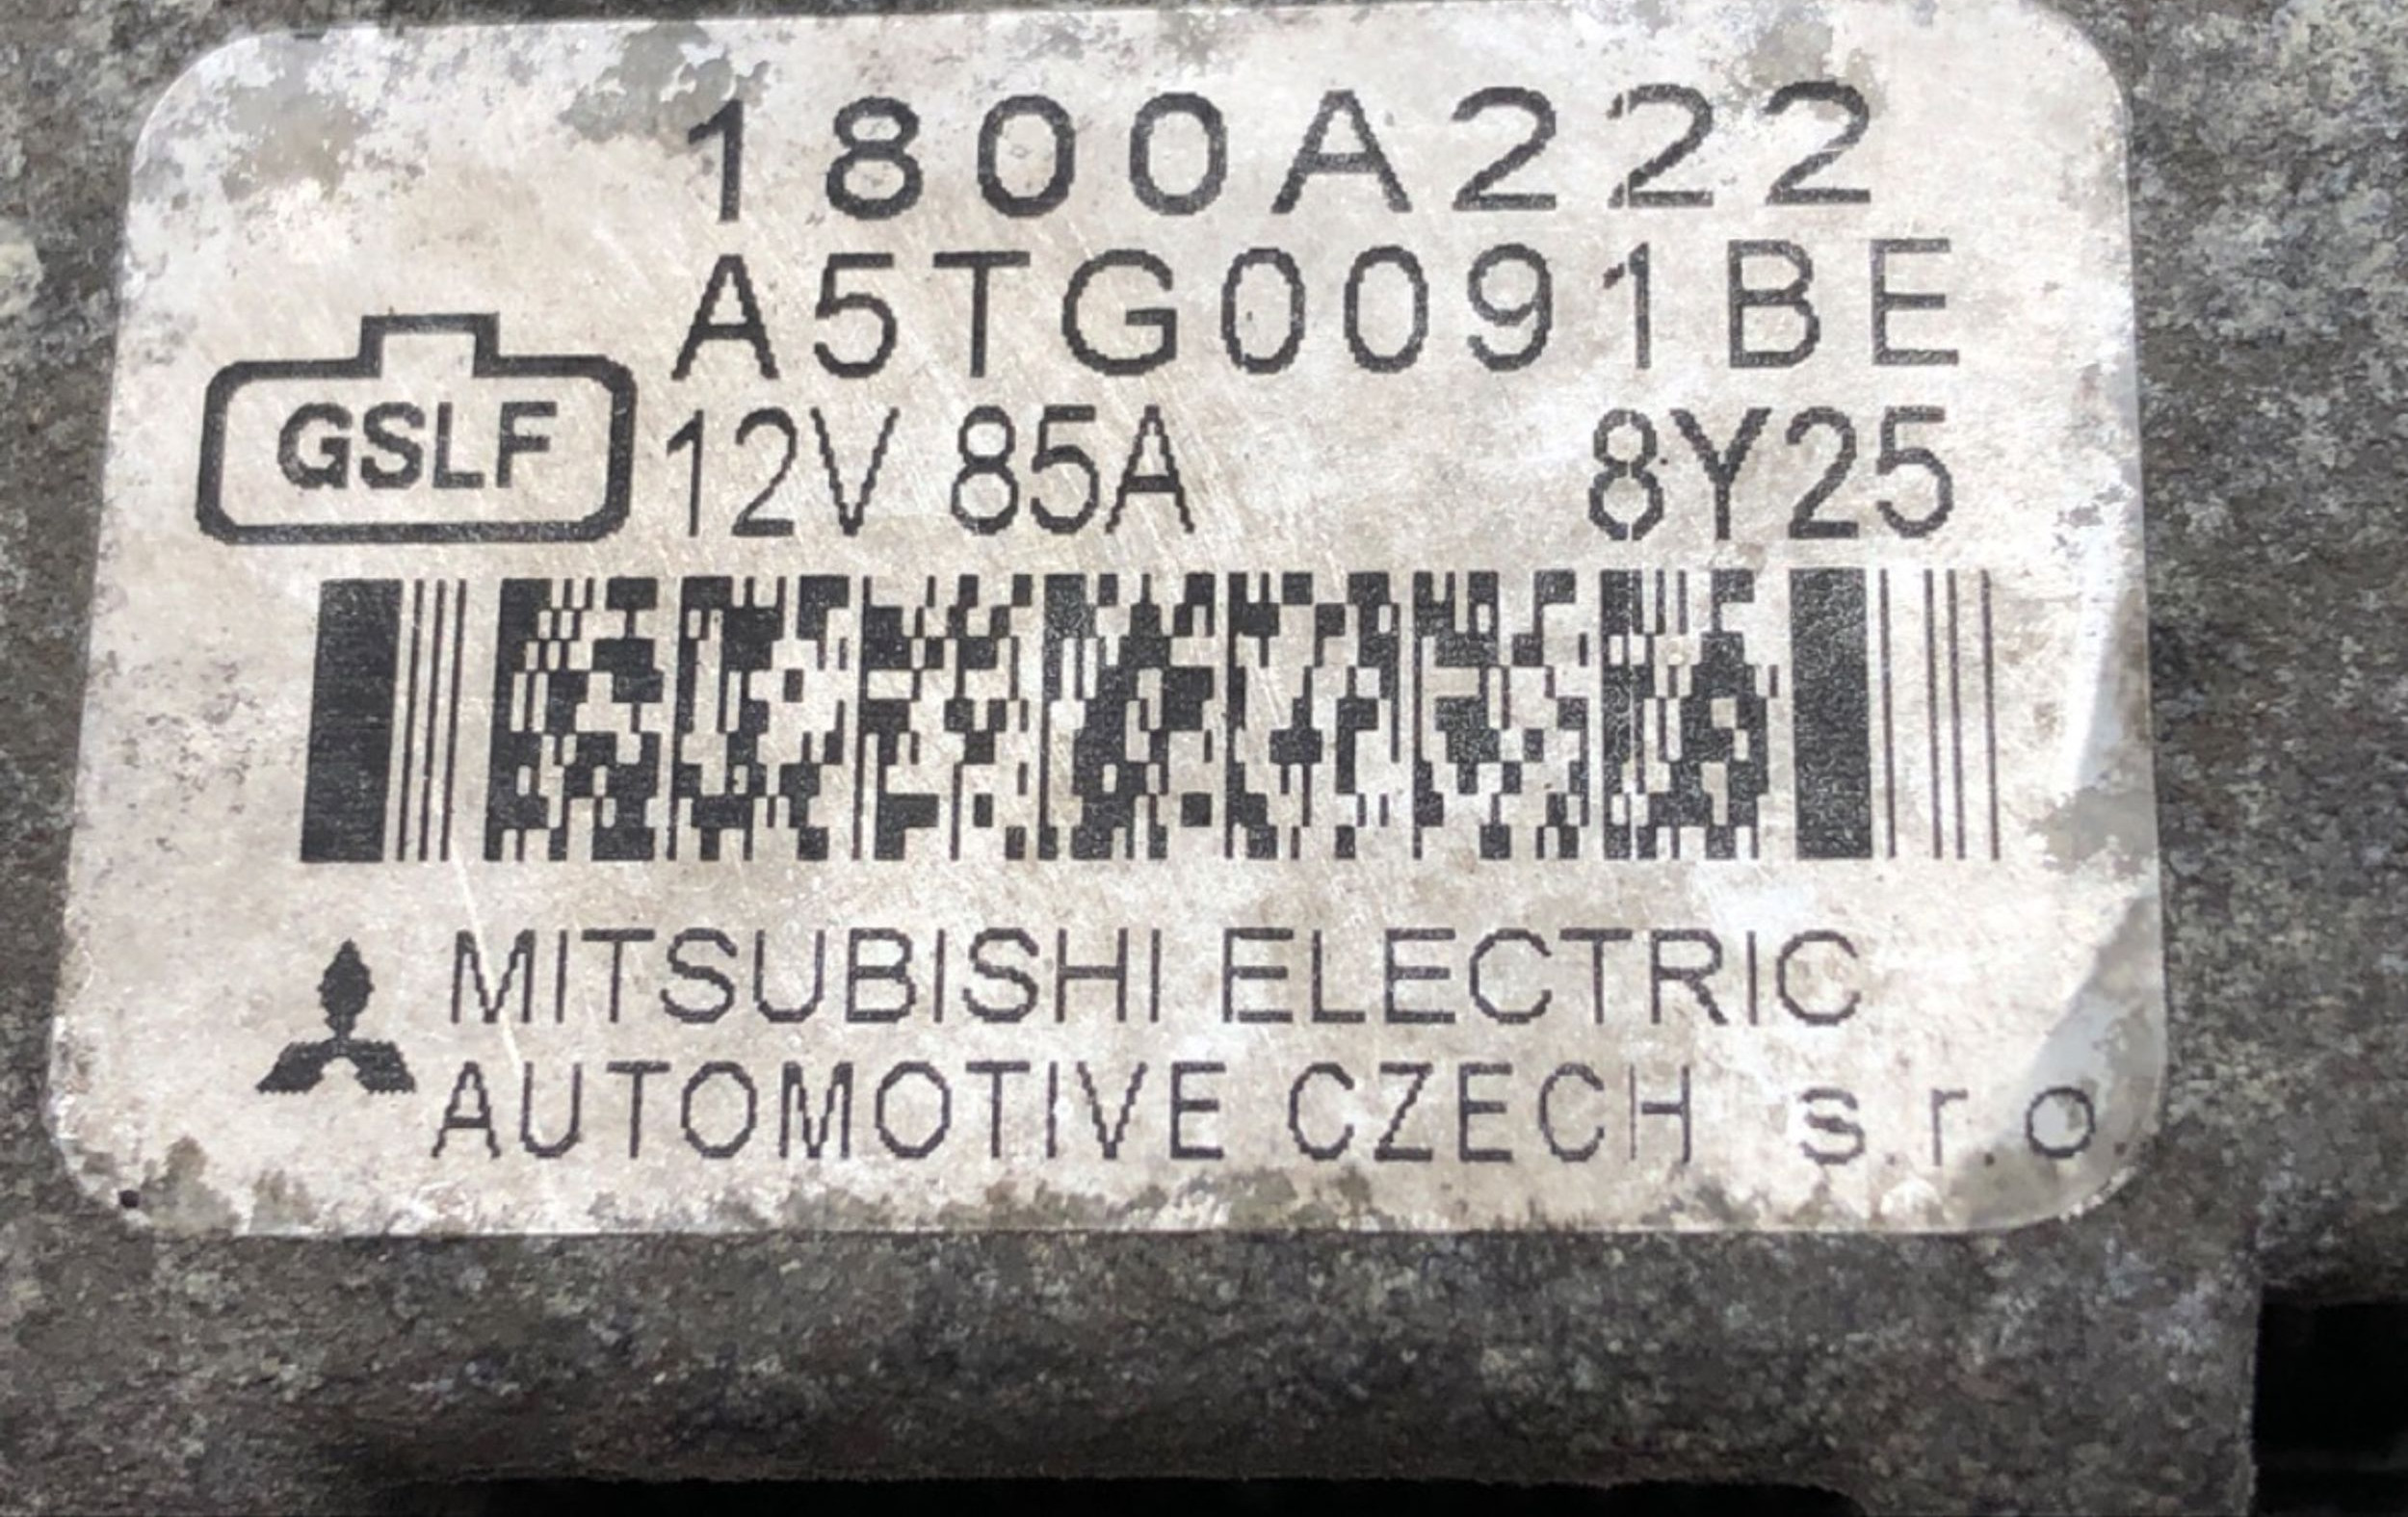 1800A222
A5TG0091BE
GSLF
12V 85A 8Y25
MITSUBISHI ELECTRIC
AUTOMOTIVE CZECH s.r.o.